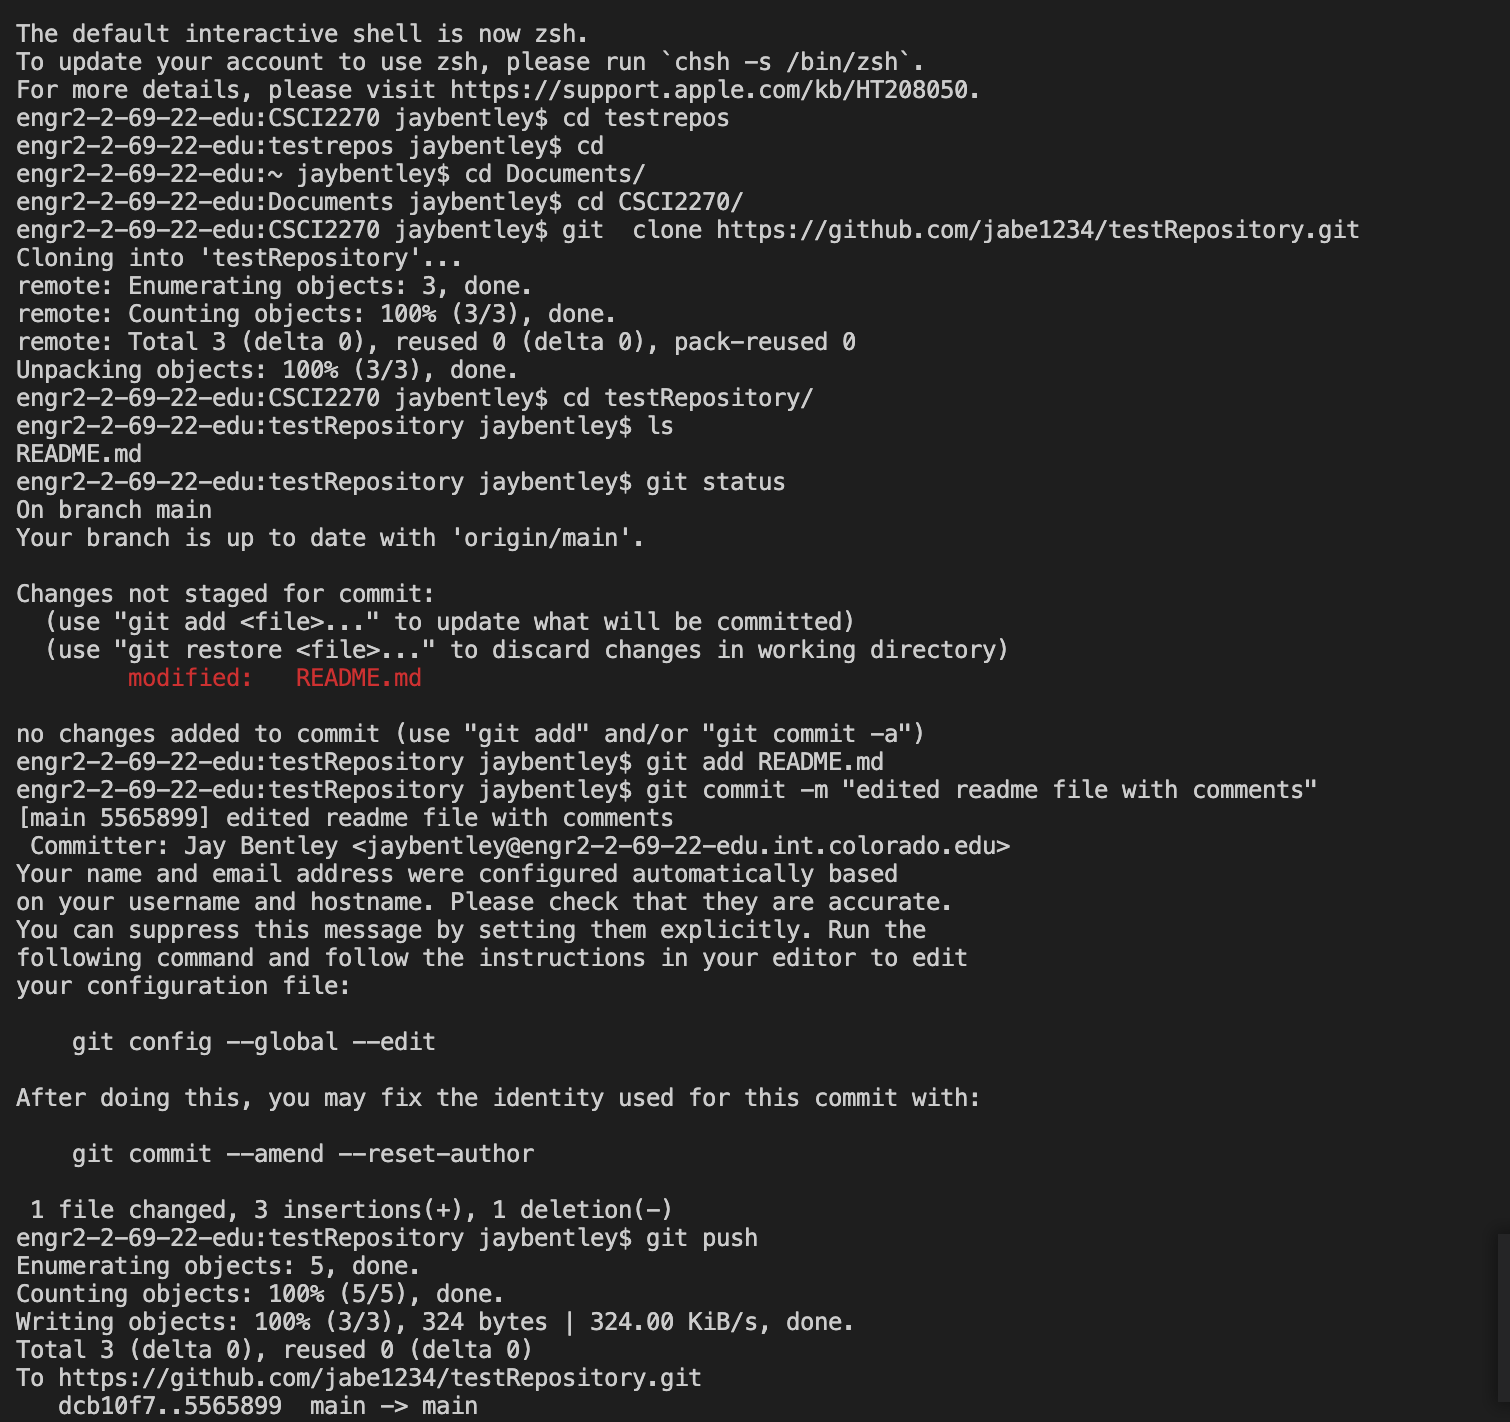 The default interactive shell is now zsh.
To update your account to use zsh, please run `chsh -s /bin/zsh`.
For more details, please visit https://support.apple.com/kb/HT208050.
engr2-2-69-22-edu:CSCI2270 jaybentley$ cd testrepos
engr2-2-69-22-edu:testrepos jaybentley$ cd
engr2-2-69-22-edu:~ jaybentley$ cd Documents/
engr2-2-69-22-edu:Documents jaybentley$ cd CSCI2270/
engr2-2-69-22-edu:CSCI2270 jaybentley$ git  clone https://github.com/jabe1234/testRepository.git
Cloning into 'testRepository'...
remote: Enumerating objects: 3, done.
remote: Counting objects: 100% (3/3), done.
remote: Total 3 (delta 0), reused 0 (delta 0), pack-reused 0
Unpacking objects: 100% (3/3), done.
engr2-2-69-22-edu:CSCI2270 jaybentley$ cd testRepository/
engr2-2-69-22-edu:testRepository jaybentley$ ls
README.md
engr2-2-69-22-edu:testRepository jaybentley$ git status
On branch main
Your branch is up to date with 'origin/main'.

Changes not staged for commit:
  (use "git add <file>..." to update what will be committed)
  (use "git restore <file>..." to discard changes in working directory)
        modified:   README.md

no changes added to commit (use "git add" and/or "git commit -a")
engr2-2-69-22-edu:testRepository jaybentley$ git add README.md
engr2-2-69-22-edu:testRepository jaybentley$ git commit -m "edited readme file with comments"
[main 5565899] edited readme file with comments
 Committer: Jay Bentley <jaybentley@engr2-2-69-22-edu.int.colorado.edu>
Your name and email address were configured automatically based
on your username and hostname. Please check that they are accurate.
You can suppress this message by setting them explicitly. Run the
following command and follow the instructions in your editor to edit
your configuration file:

    git config --global --edit

After doing this, you may fix the identity used for this commit with:

    git commit --amend --reset-author

 1 file changed, 3 insertions(+), 1 deletion(-)
engr2-2-69-22-edu:testRepository jaybentley$ git push
Enumerating objects: 5, done.
Counting objects: 100% (5/5), done.
Writing objects: 100% (3/3), 324 bytes | 324.00 KiB/s, done.
Total 3 (delta 0), reused 0 (delta 0)
To https://github.com/jabe1234/testRepository.git
   dcb10f7..5565899  main -> main